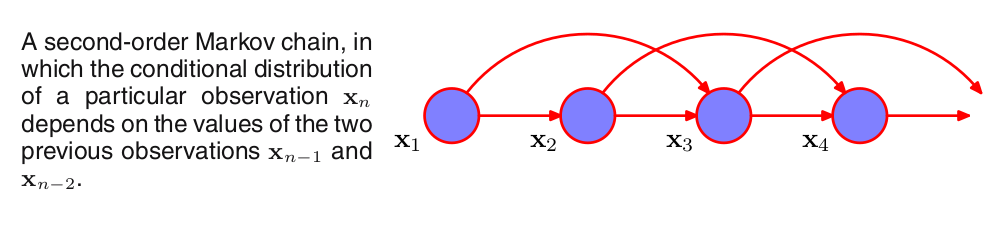 A second-order Markov chain, in
which the conditional distribution
of a particular observation xₙ
depends on the values of the two
previous observations xₙ₋₁ and
xₙ₋₂.
x₁ x₂ x₃ x₄